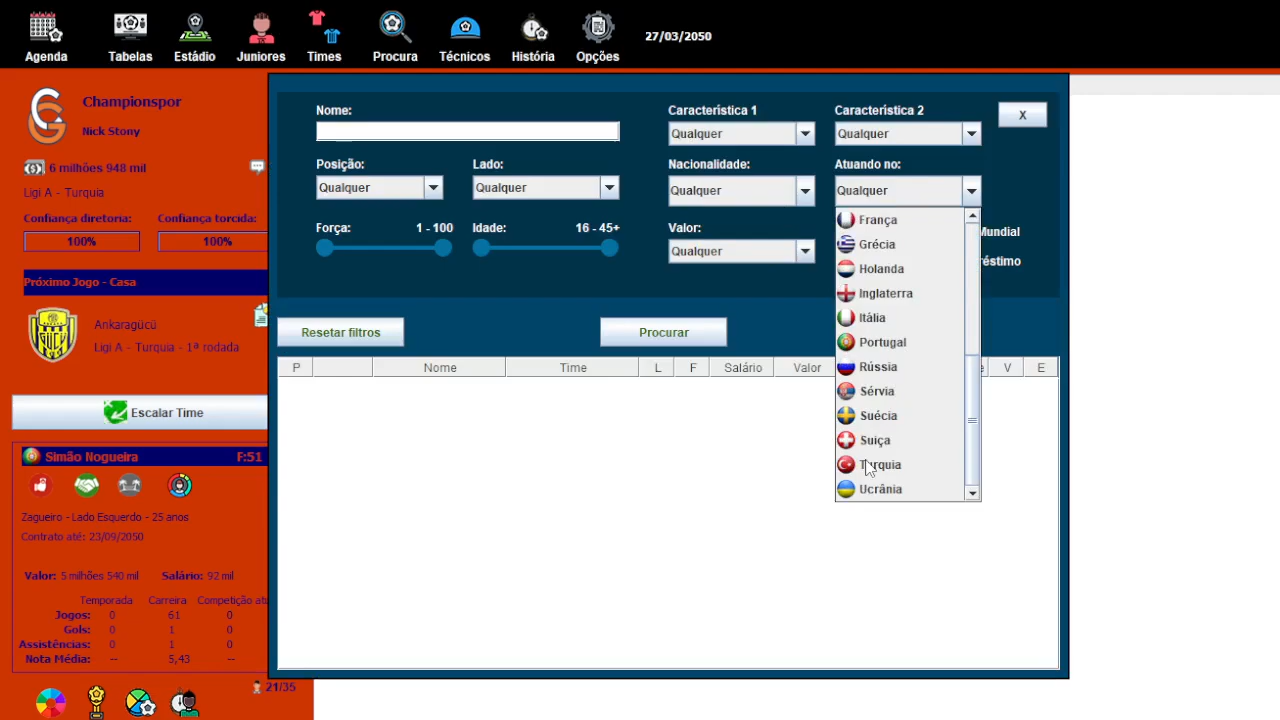 Agenda
Tabelas
Estádio
Juniores
Times
Procura
Técnicos
História
Opções
27/03/2050
Championspor
Nick Stony
6 milhões 948 mil
Ligi A - Turquia
Confiança diretoria:
Confiança torcida:
100%
100%
Próximo Jogo - Casa
Ankaragücü
Ligi A - Turquia - 1ª rodada
Escalar Time
Simão Nogueira
F:51
Zagueiro - Lado Esquerdo - 25 anos
Contrato até: 23/09/2050
Valor: 5 milhões 540 mil
Salário: 92 mil
Temporada Carreira Competição
Jogos: 0 61 0
Gols: 0 1 0
Assistências: 0 1 0
Nota Média: -- 5,43 --
21/35
Nome:
Característica 1
Característica 2
X
Qualquer
Qualquer
Posição:
Lado:
Nacionalidade:
Atuando no:
Qualquer
Qualquer
Qualquer
Qualquer
Força:
1 - 100
Idade:
16 - 45+
Valor:
Qualquer
Mundial
França
Grécia
Holanda
Inglaterra
Itália
Portugal
Rússia
Sérvia
Suécia
Suiça
Turquia
Ucrânia
Resetar filtros
Procurar
P Nome Time L F Salário Valor V E